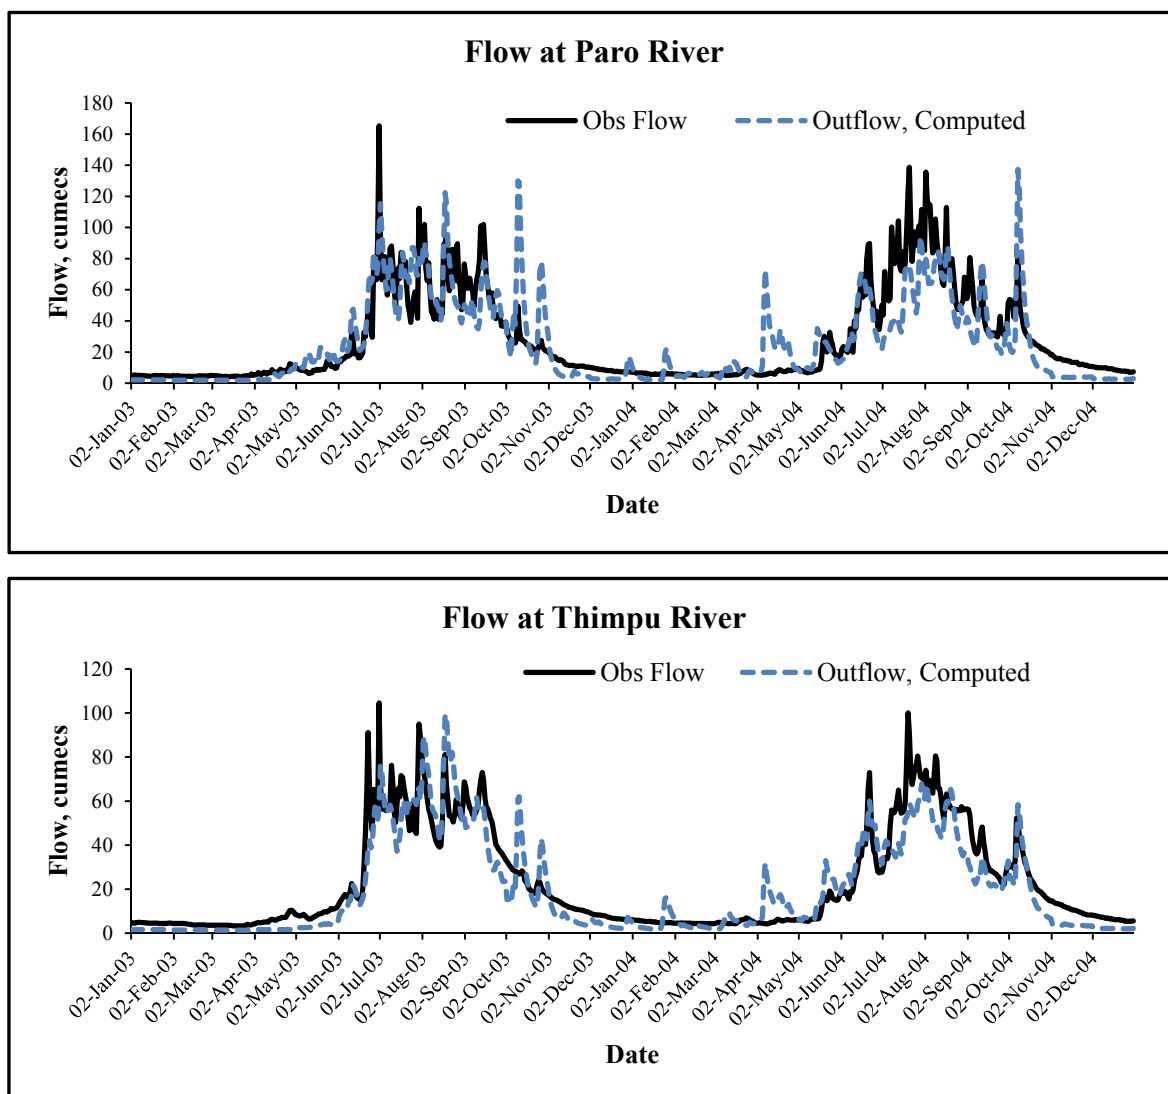 Flow at Paro River
Obs Flow
Outflow, Computed
Flow, cumecs
180
160
140
120
100
80
60
40
20
0
02-Jan-03
02-Feb-03
02-Mar-03
02-Apr-03
02-May-03
02-Jun-03
02-Jul-03
02-Aug-03
02-Sep-03
02-Oct-03
02-Nov-03
02-Dec-03
02-Jan-04
02-Feb-04
02-Mar-04
02-Apr-04
02-May-04
02-Jun-04
02-Jul-04
02-Aug-04
02-Sep-04
02-Oct-04
02-Nov-04
02-Dec-04
Date
Flow at Thimpu River
Obs Flow
Outflow, Computed
Flow, cumecs
120
100
80
60
40
20
0
02-Jan-03
02-Feb-03
02-Mar-03
02-Apr-03
02-May-03
02-Jun-03
02-Jul-03
02-Aug-03
02-Sep-03
02-Oct-03
02-Nov-03
02-Dec-03
02-Jan-04
02-Feb-04
02-Mar-04
02-Apr-04
02-May-04
02-Jun-04
02-Jul-04
02-Aug-04
02-Sep-04
02-Oct-04
02-Nov-04
02-Dec-04
Date